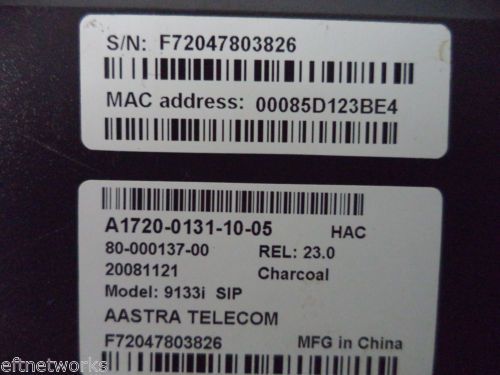 S/N: F72047803826
MAC address: 00085D123BE4
A1720-0131-10-05 HAC
80-000137-00 REL: 23.0
20081121 Charcoal
Model: 9133i SIP
AASTRA TELECOM
F72047803826 MFG in China
eftnetworks